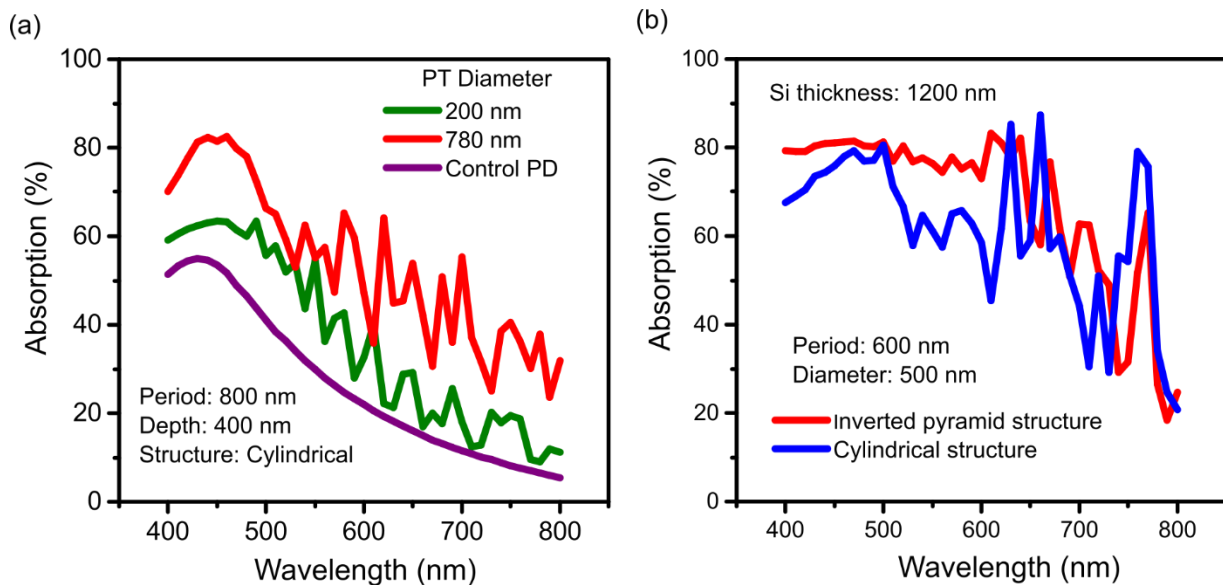 (a)
100
80
60
40
20
0
Absorption (%)
PT Diameter
200 nm
780 nm
Control PD
Period: 800 nm
Depth: 400 nm
Structure: Cylindrical
400 500 600 700 800
Wavelength (nm)
(b)
100
80
60
40
20
0
Absorption (%)
Si thickness: 1200 nm
Period: 600 nm
Diameter: 500 nm
Inverted pyramid structure
Cylindrical structure
400 500 600 700 800
Wavelength (nm)